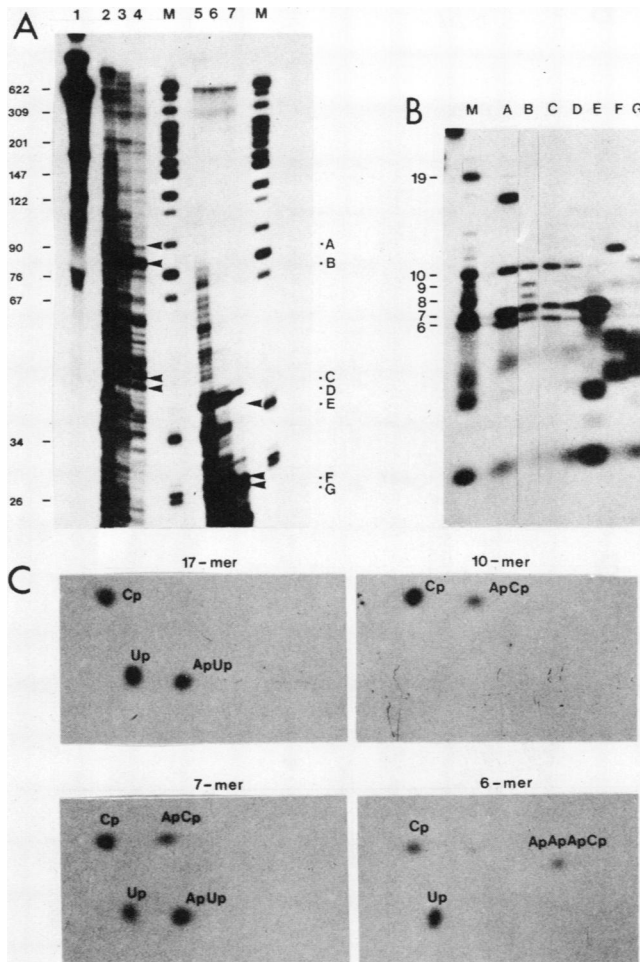 A
1 2 3 4 M 5 6 7 M
622
309
201
147
122
90
76
67
34
26
A
B
C
D
E
F
G
B
M A B C D E F G
19
10
9
8
7
6
C
17-mer
Cp
Up
ApUp
10-mer
Cp
ApCp
7-mer
Cp
ApCp
Up
ApUp
6-mer
Cp
ApApApCp
Up